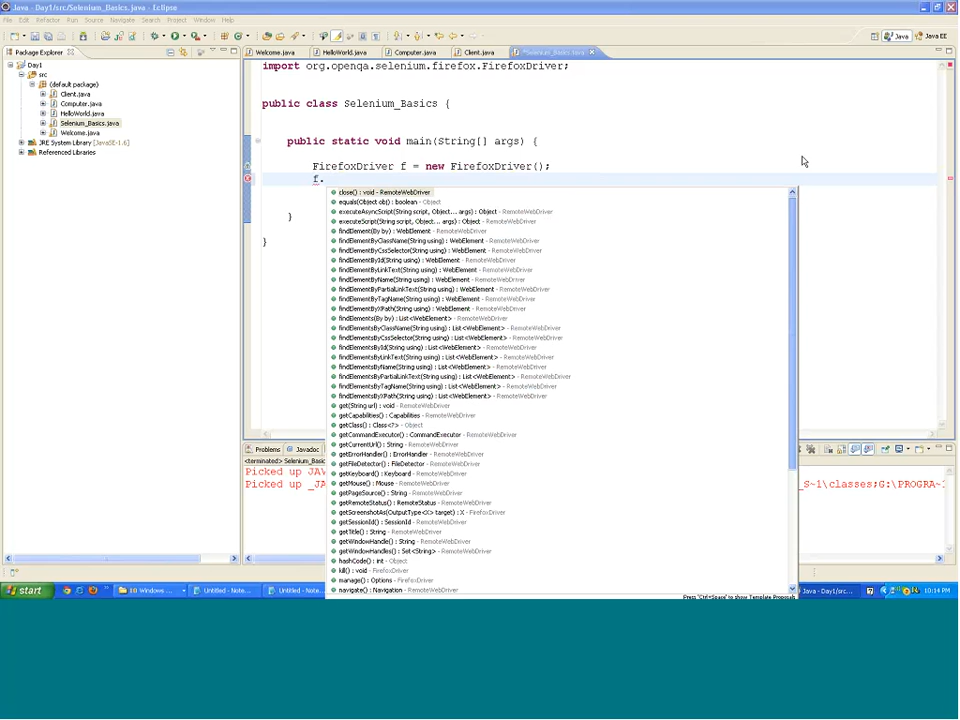 Java - Day1/src/Selenium_Basics.java - Eclipse
File Edit Refactor Run Source Navigate Search Project Window Help
Java
Java EE
Package Explorer
Welcome.java
HelloWorld.java
Computer.java
Client.java
*Selenium_Basics.java
Day1
src
(default package)
Client.java
Computer.java
HelloWorld.java
Selenium_Basics.java
Welcome.java
JRE System Library [JavaSE-1.6]
Referenced Libraries
import org.openqa.selenium.firefox.FirefoxDriver;
public class Selenium_Basics {
public static void main(String[] args) {
FirefoxDriver f = new FirefoxDriver();
f.
}
}
close() : void - RemoteWebDriver
equals(Object obj) : boolean - Object
executeAsyncScript(String script, Object... args) : Object - RemoteWebDriver
executeScript(String script, Object... args) : Object - RemoteWebDriver
findElement(By by) : WebElement - RemoteWebDriver
findElementByClassName(String using) : WebElement - RemoteWebDriver
findElementByCssSelector(String using) : WebElement - RemoteWebDriver
findElementById(String using) : WebElement - RemoteWebDriver
findElementByLinkText(String using) : WebElement - RemoteWebDriver
findElementByName(String using) : WebElement - RemoteWebDriver
findElementByPartialLinkText(String using) : WebElement - RemoteWebDriver
findElementByTagName(String using) : WebElement - RemoteWebDriver
findElementByXPath(String using) : WebElement - RemoteWebDriver
findElements(By by) : List<WebElement> - RemoteWebDriver
findElementsByClassName(String using) : List<WebElement> - RemoteWebDriver
findElementsByCssSelector(String using) : List<WebElement> - RemoteWebDriver
findElementsById(String using) : List<WebElement> - RemoteWebDriver
findElementsByLinkText(String using) : List<WebElement> - RemoteWebDriver
findElementsByName(String using) : List<WebElement> - RemoteWebDriver
findElementsByPartialLinkText(String using) : List<WebElement> - RemoteWebDriver
findElementsByTagName(String using) : List<WebElement> - RemoteWebDriver
findElementsByXPath(String using) : List<WebElement> - RemoteWebDriver
get(String url) : void - RemoteWebDriver
getCapabilities() : Capabilities - RemoteWebDriver
getClass() : Class<?> - Object
getCommandExecutor() : CommandExecutor - RemoteWebDriver
getCurrentUrl() : String - RemoteWebDriver
getErrorHandler() : ErrorHandler - RemoteWebDriver
getFileDetector() : FileDetector - RemoteWebDriver
getKeyboard() : Keyboard - RemoteWebDriver
getMouse() : Mouse - RemoteWebDriver
getPageSource() : String - RemoteWebDriver
getRemoteStatus() : RemoteStatus - RemoteWebDriver
getScreenshotAs(OutputType<X> target) : X - FirefoxDriver
getSessionId() : SessionId - RemoteWebDriver
getTitle() : String - RemoteWebDriver
getWindowHandle() : String - RemoteWebDriver
getWindowHandles() : Set<String> - RemoteWebDriver
hashCode() : int - Object
kill() : void - FirefoxDriver
manage() : Options - FirefoxDriver
navigate() : Navigation - RemoteWebDriver
Press 'Ctrl+Space' to show Template Proposals
Problems
Javadoc
<terminated> Selenium_Basics
Picked up JAV
Picked up _JA
_S~1\classes;G:\PROGRA~1
start
10 Windows ...
Untitled - Note...
Untitled - Note...
Java - Day1/src...
10:14 PM